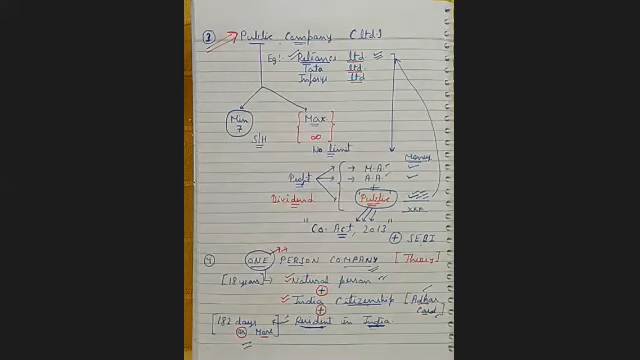 ③ Public Company (Ltd.)
Eg: Reliance Ltd
Tata Ltd
Infosys Ltd
Min 7
S/H
Max ∞
No limit
Money
Profit → M.A
→ A.A
+
Dividend Public
xxx
"Co. Act, 2013"
+ SEBI
4 ONE PERSON COMPANY [Theory]
[18 years] Natural person
+
India Citizenship [Adhar Card]
+
[182 days or More] Resident in India.